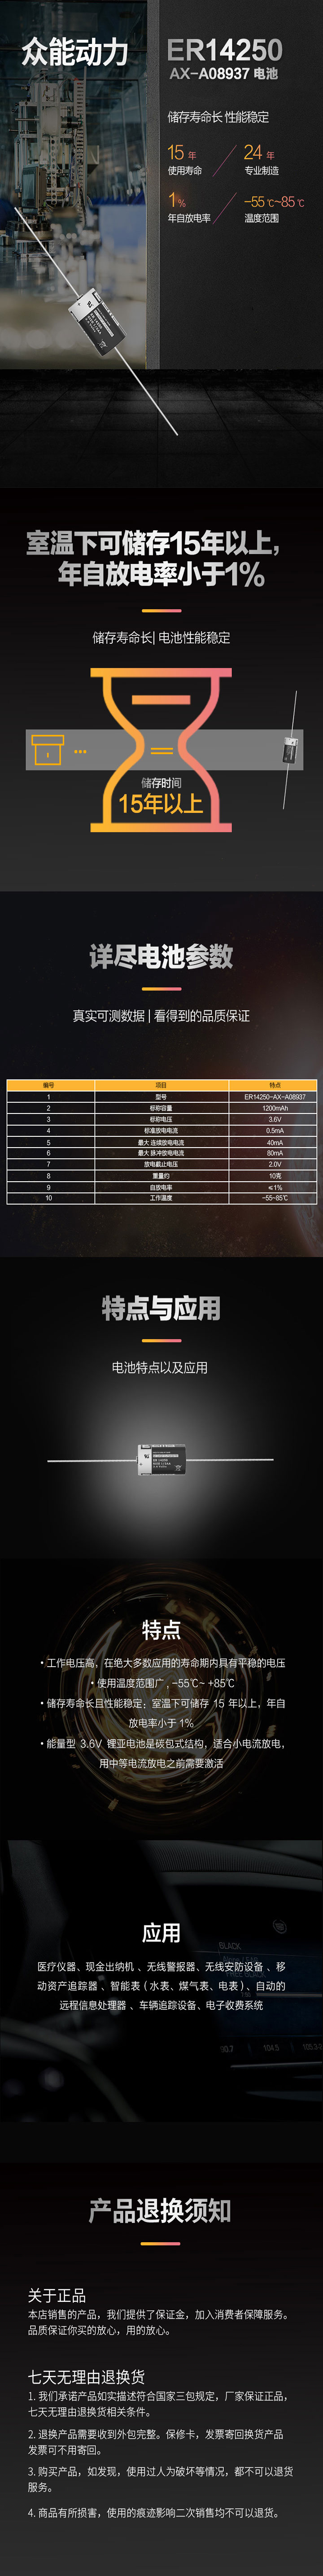 众能动力
ER14250
AX-A08937 电池
储存寿命长 性能稳定
15 年
使用寿命
24 年
专业制造
1%
年自放电率
-55 ℃~85 ℃
温度范围
室温下可储存15年以上,
年自放电率小于1%
储存寿命长| 电池性能稳定
储存时间
15年以上
详尽电池参数
真实可测数据 | 看得到的品质保证
编号 项目 特点
1 型号 ER14250-AX-A08937
2 标称容量 1200mAh
3 标称电压 3.6V
4 标准放电电流 0.5mA
5 最大 连续放电电流 40mA
6 最大 脉冲放电电流 80mA
7 放电截止电压 2.0V
8 重量约 10克
9 自放电率 ≤1%
10 工作温度 -55~85℃
特点与应用
电池特点以及应用
特点
• 工作电压高，在绝大多数应用的寿命期内具有平稳的电压
• 使用温度范围广，-55℃~ +85℃
• 储存寿命长且性能稳定：室温下可储存 15 年以上，年自
放电率小于 1%
• 能量型 3.6V 锂亚电池是碳包式结构，适合小电流放电，
用中等电流放电之前需要激活
应用
医疗仪器、现金出纳机 、无线警报器、无线安防设备 、移
动资产追踪器 、智能表 ( 水表、煤气表、电表 )、自动的
远程信息处理器 、车辆追踪设备、电子收费系统
BLACK
104.5
产品退换须知
关于正品
本店销售的产品，我们提供了保证金，加入消费者保障服务。
品质保证你买的放心，用的放心。
七天无理由退换货
1. 我们承诺产品如实描述符合国家三包规定，厂家保证正品，
七天无理由退换货相关条件。
2. 退换产品需要收到外包完整。保修卡，发票寄回换货产品
发票可不用寄回。
3. 购买产品，如发现，使用过人为破坏等情况，都不可以退货
服务。
4. 商品有所损害，使用的痕迹影响二次销售均不可以退货。